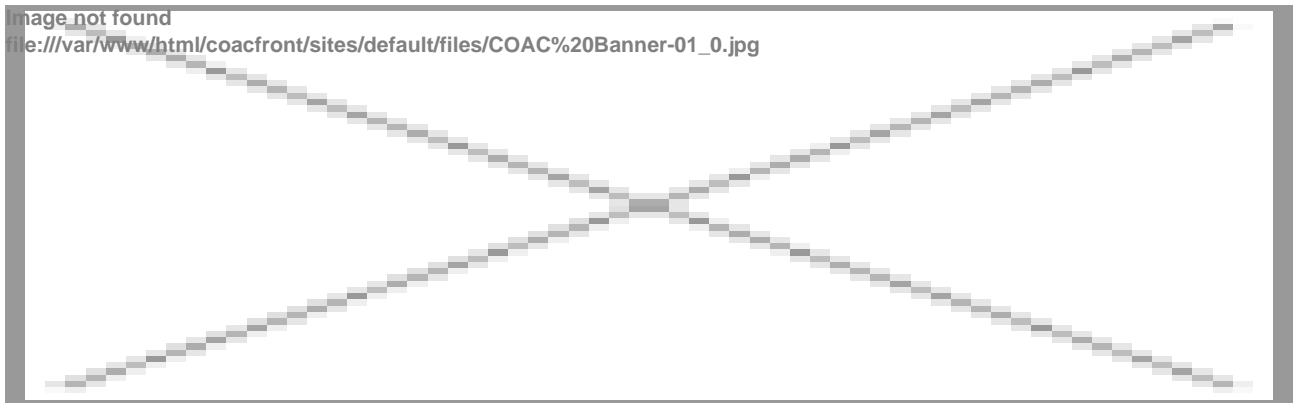 Image not found
file:///var/www/html/coacfront/sites/default/files/COAC%20Banner-01_0.jpg